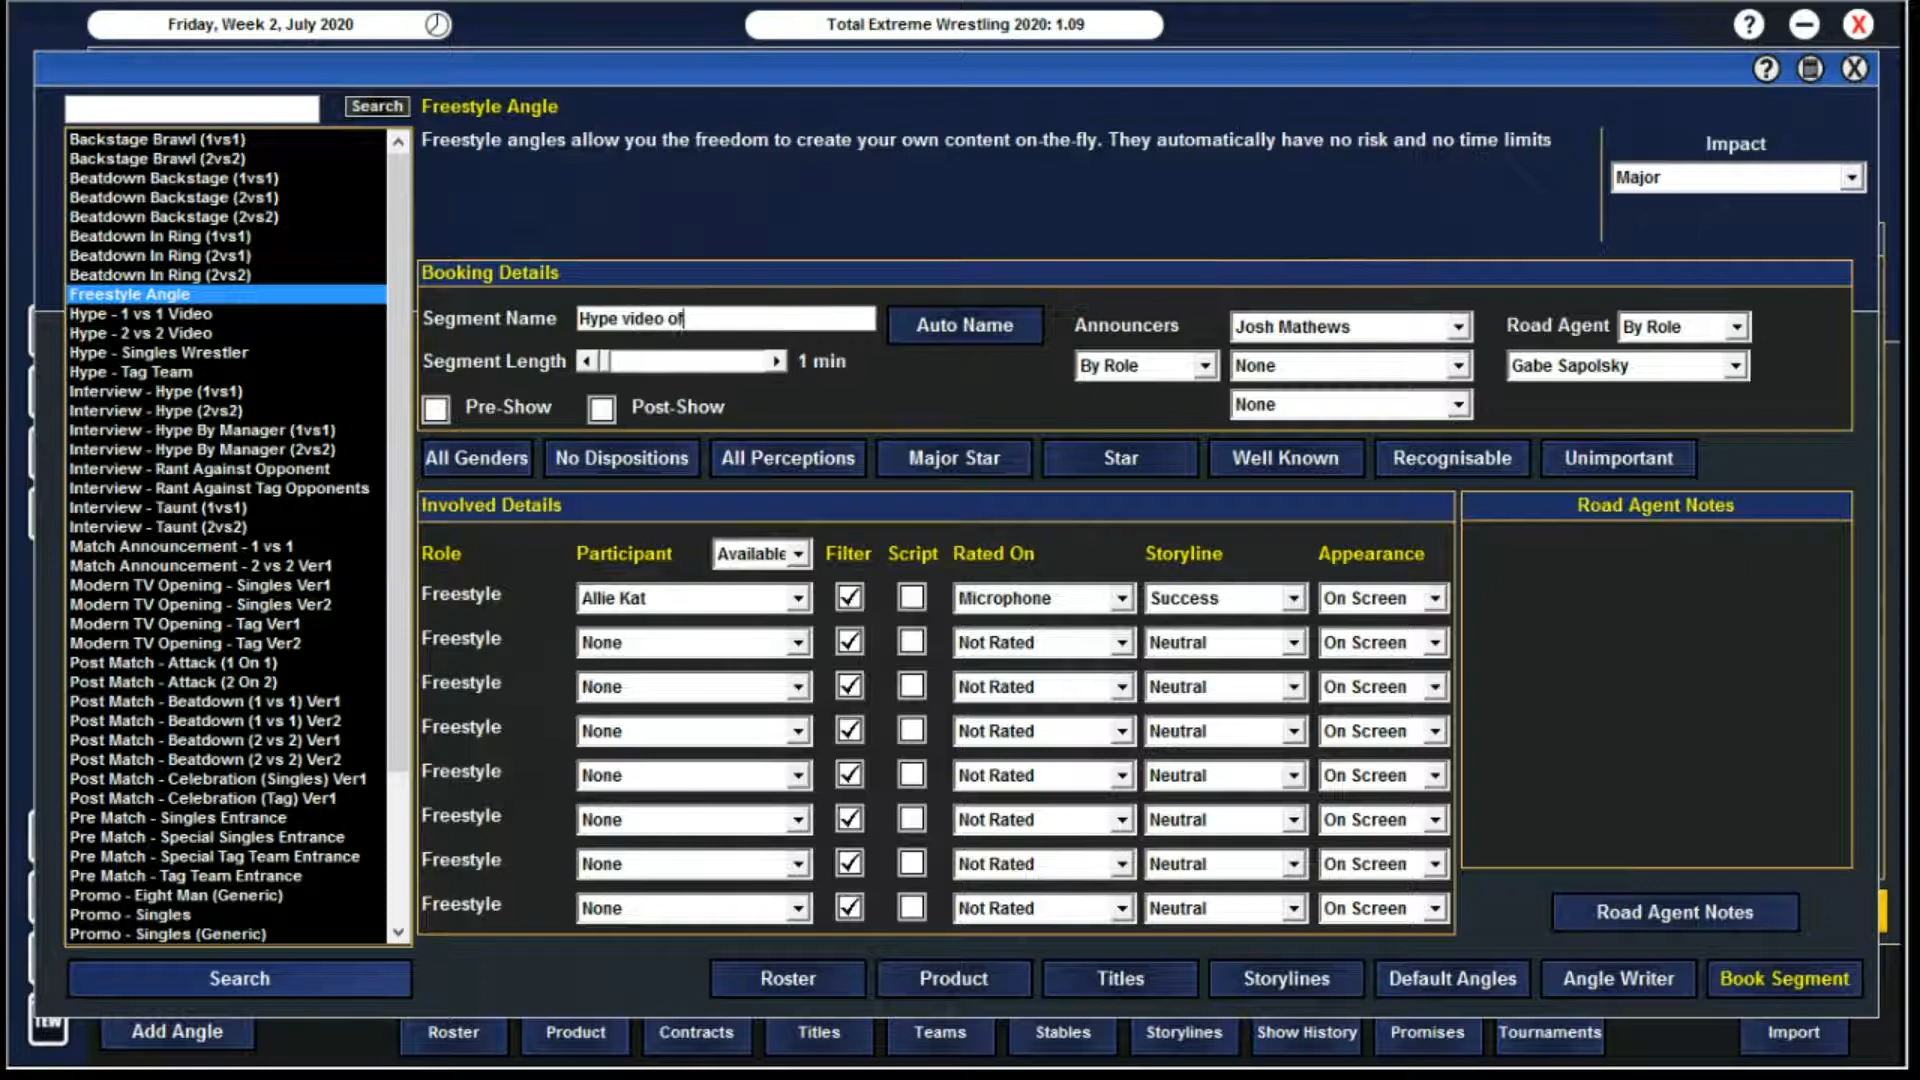 Friday, Week 2, July 2020
Total Extreme Wrestling 2020: 1.09
?
X
?
X
Search
Freestyle Angle
Freestyle angles allow you the freedom to create your own content on-the-fly. They automatically have no risk and no time limits
Impact
Major
Backstage Brawl (1vs1)
Backstage Brawl (2vs2)
Beatdown Backstage (1vs1)
Beatdown Backstage (2vs1)
Beatdown Backstage (2vs2)
Beatdown In Ring (1vs1)
Beatdown In Ring (2vs1)
Beatdown In Ring (2vs2)
Freestyle Angle
Hype - 1 vs 1 Video
Hype - 2 vs 2 Video
Hype - Singles Wrestler
Hype - Tag Team
Interview - Hype (1vs1)
Interview - Hype (2vs2)
Interview - Hype By Manager (1vs1)
Interview - Hype By Manager (2vs2)
Interview - Rant Against Opponent
Interview - Rant Against Tag Opponents
Interview - Taunt (1vs1)
Interview - Taunt (2vs2)
Match Announcement - 1 vs 1
Match Announcement - 2 vs 2 Ver1
Modern TV Opening - Singles Ver1
Modern TV Opening - Singles Ver2
Modern TV Opening - Tag Ver1
Modern TV Opening - Tag Ver2
Post Match - Attack (1 On 1)
Post Match - Attack (2 On 2)
Post Match - Beatdown (1 vs 1) Ver1
Post Match - Beatdown (1 vs 1) Ver2
Post Match - Beatdown (2 vs 2) Ver1
Post Match - Beatdown (2 vs 2) Ver2
Post Match - Celebration (Singles) Ver1
Post Match - Celebration (Tag) Ver1
Pre Match - Singles Entrance
Pre Match - Special Singles Entrance
Pre Match - Special Tag Team Entrance
Pre Match - Tag Team Entrance
Promo - Eight Man (Generic)
Promo - Singles
Promo - Singles (Generic)
Search
Booking Details
Segment Name Hype video of Auto Name Announcers Josh Mathews Road Agent By Role
Segment Length 1 min By Role None Gabe Sapolsky
Pre-Show Post-Show None
All Genders No Dispositions All Perceptions Major Star Star Well Known Recognisable Unimportant
Involved Details
Road Agent Notes
Role Participant Available Filter Script Rated On Storyline Appearance
Freestyle Allie Kat Microphone Success On Screen
Freestyle None Not Rated Neutral On Screen
Freestyle None Not Rated Neutral On Screen
Freestyle None Not Rated Neutral On Screen
Freestyle None Not Rated Neutral On Screen
Freestyle None Not Rated Neutral On Screen
Freestyle None Not Rated Neutral On Screen
Freestyle None Not Rated Neutral On Screen
Road Agent Notes
Roster Product Titles Storylines Default Angles Angle Writer Book Segment
TEW
Add Angle Roster Product Contracts Titles Teams Stables Storylines Show History Promises Tournaments Import